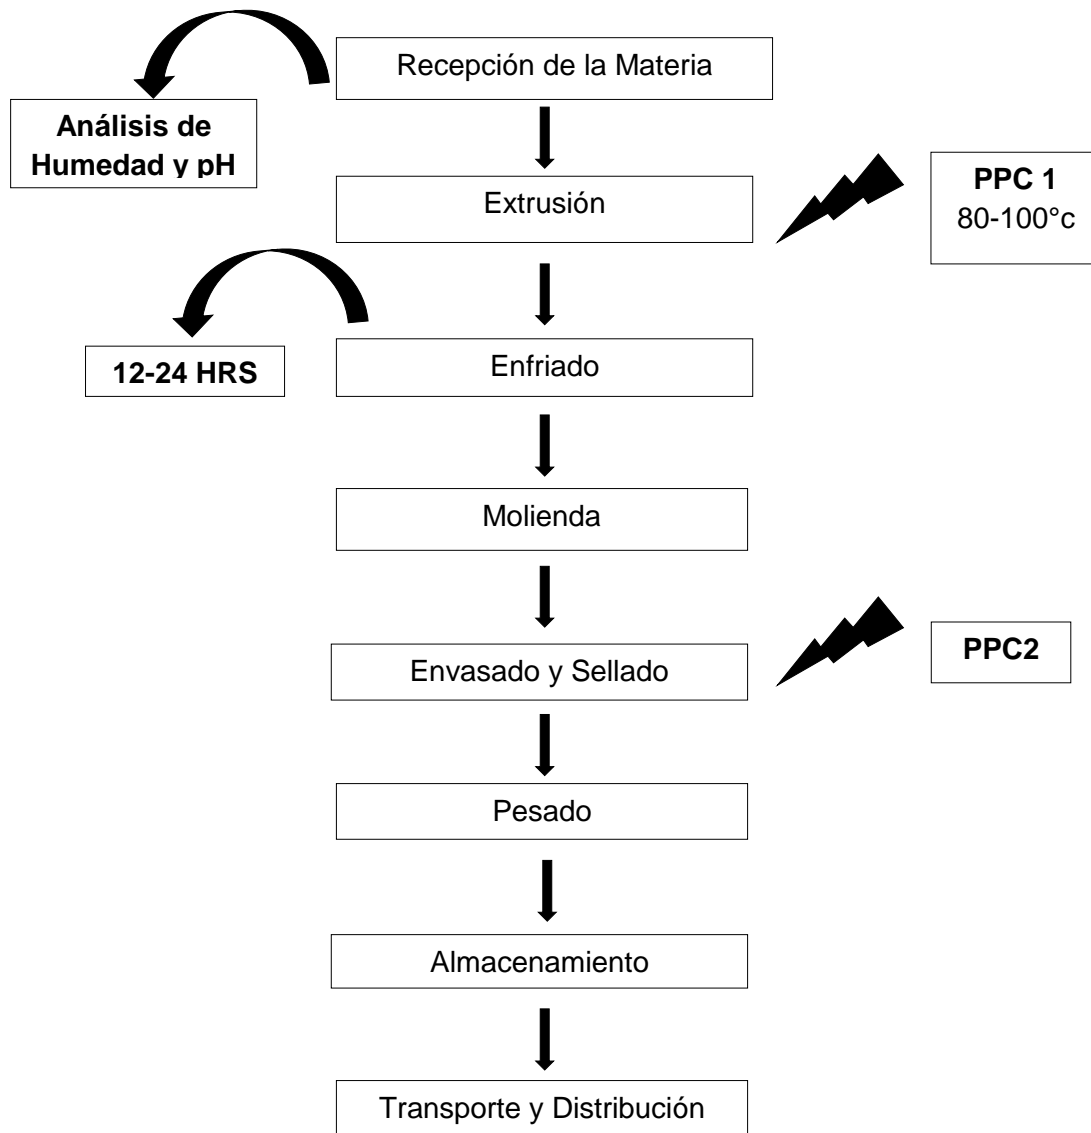 Recepción de la Materia
Análisis de
Humedad y pH
Extrusión
PPC 1
80-100°c
Enfriado
12-24 HRS
Molienda
Envasado y Sellado
PPC2
Pesado
Almacenamiento
Transporte y Distribución